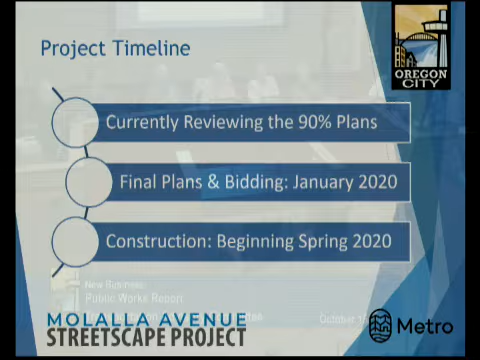 Project Timeline
OREGON
CITY
Currently Reviewing the 90% Plans
Final Plans & Bidding: January 2020
Construction: Beginning Spring 2020
New Business:
Public Works Report
October
MOLALLA AVENUE
STREETSCAPE PROJECT
Metro